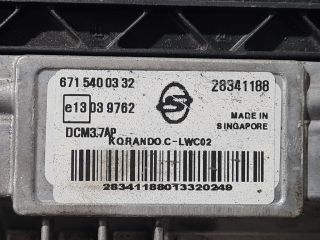 671 540 03 32
28341188
e13 03 9762
MADE IN
SINGAPORE
DCM3.7AP
KORANDO.C-LWC02
28341188013320249